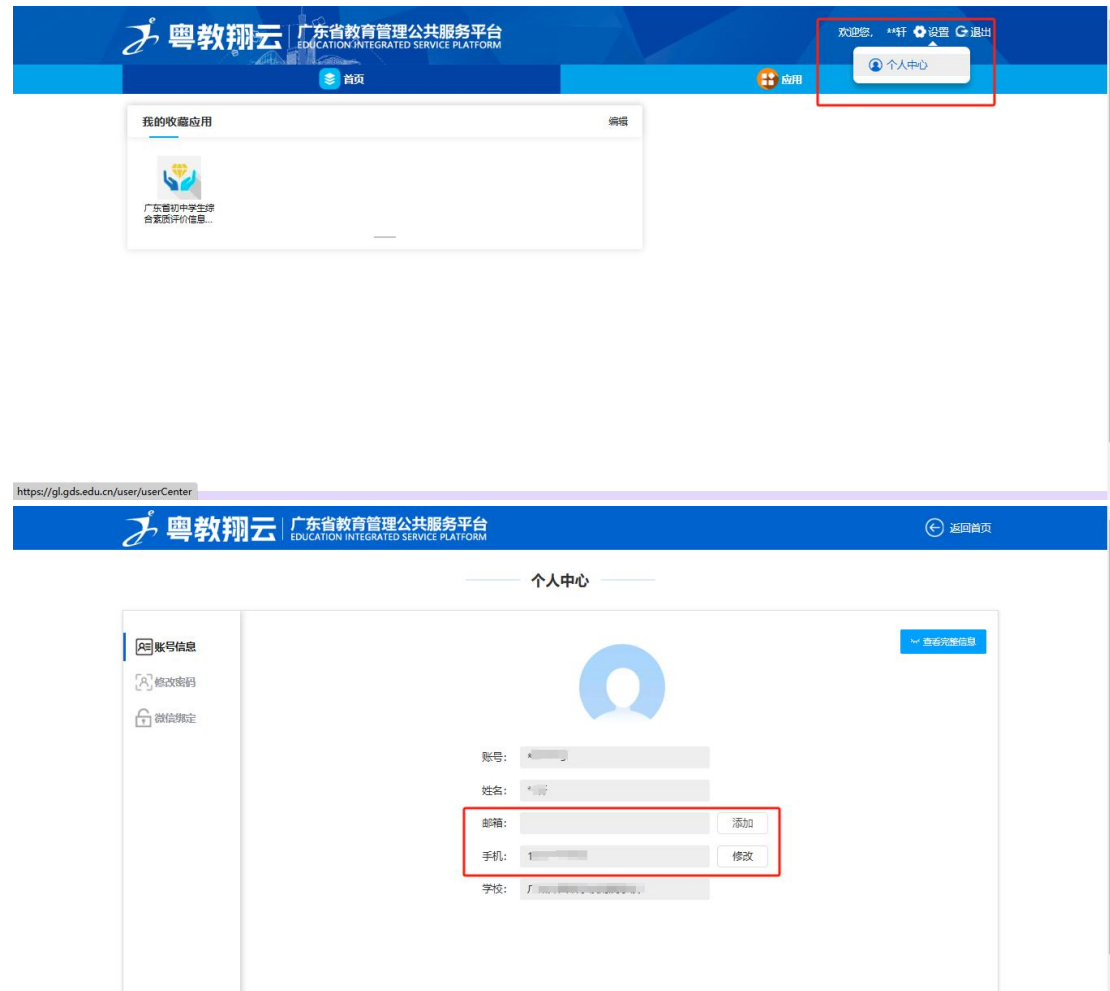 粤教翔云 广东省教育管理公共服务平台
EDUCATION INTEGRATED SERVICE PLATFORM
欢迎您, **轩 设置 退出
个人中心
首页
应用
我的收藏应用
编辑
广东省初中学生综
合素质评价信息...
https://gl.gds.edu.cn/user/userCenter
粤教翔云 广东省教育管理公共服务平台
EDUCATION INTEGRATED SERVICE PLATFORM
返回首页
个人中心
账号信息
查看完整信息
修改密码
微信绑定
账号: *
姓名: *
邮箱: 添加
手机: 1 修改
学校: 广